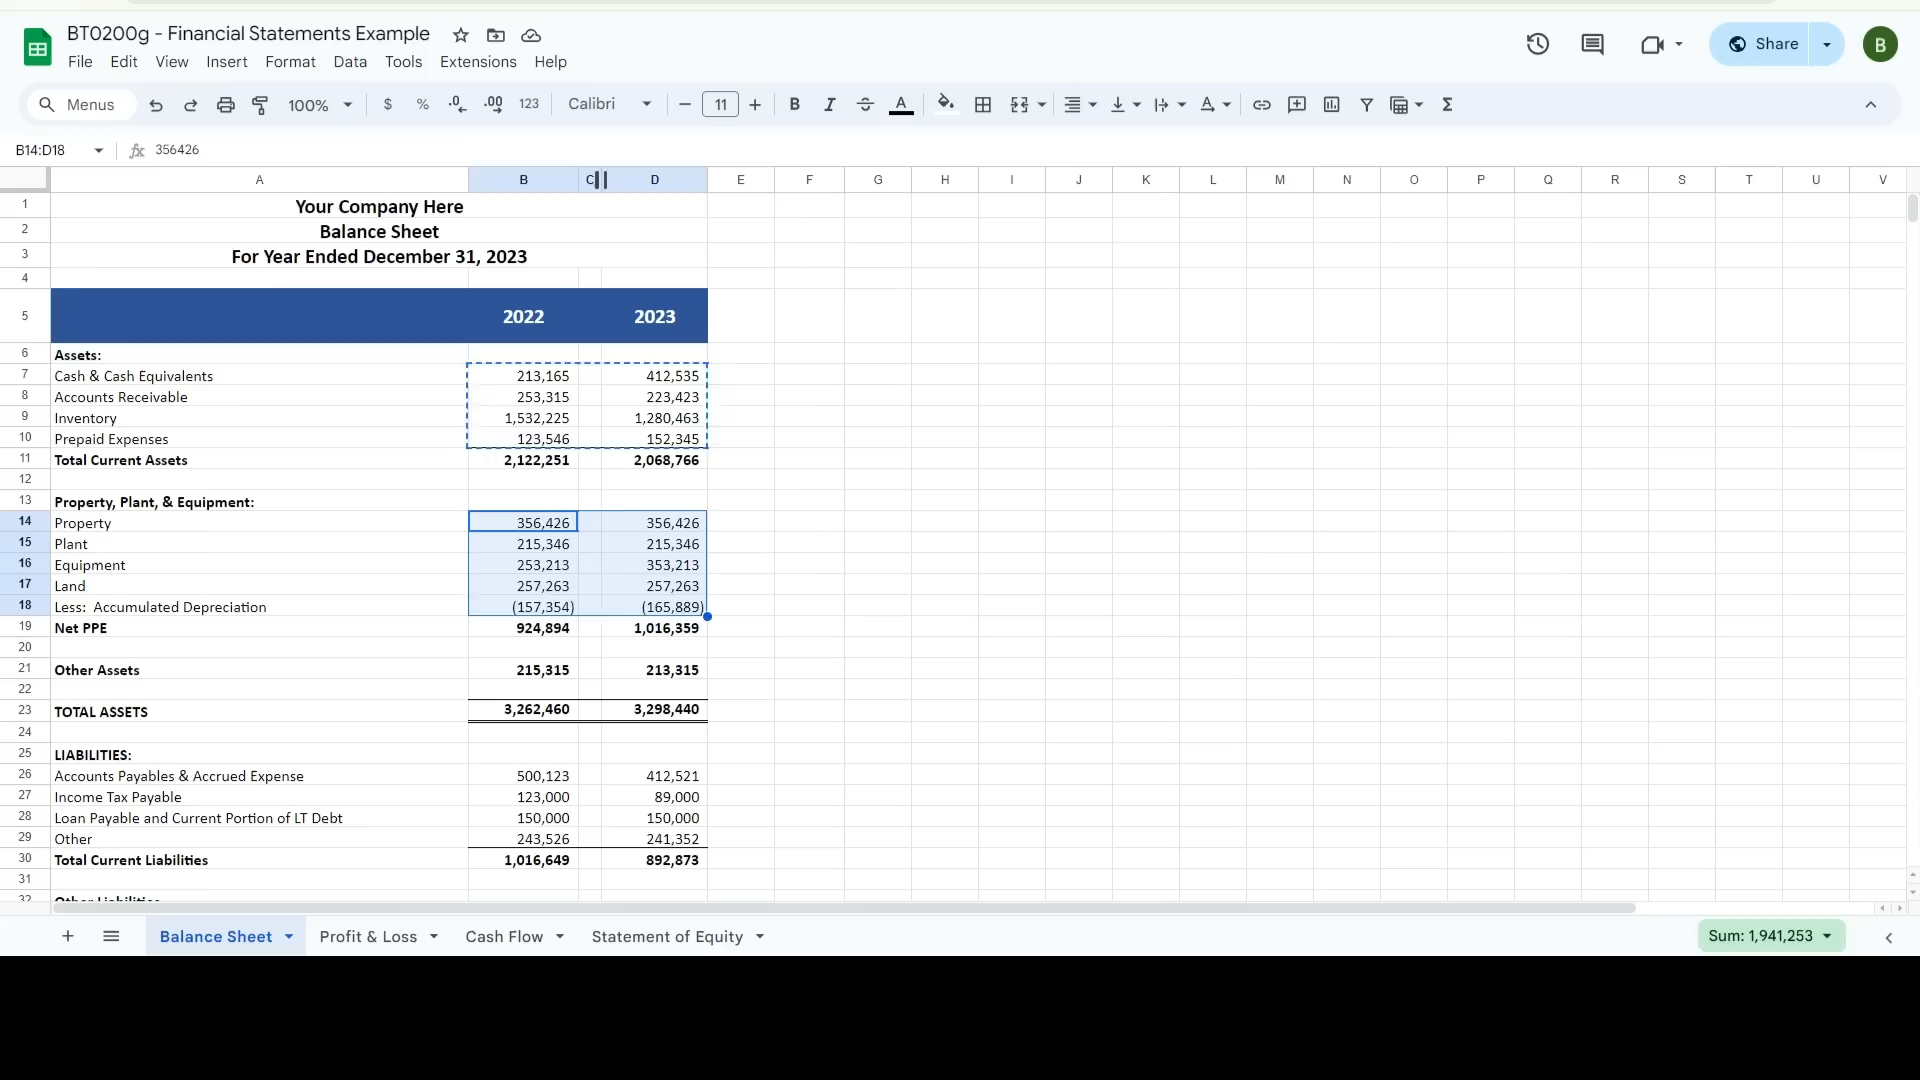 BT0200g - Financial Statements Example
File Edit View Insert Format Data Tools Extensions Help
Share
B
Menus 100% $ % .0 .00 123 Calibri 11 B I S A Σ
B14:D18 fx 356426
A B C D E F G H I J K L M N O P Q R S T U V
1 Your Company Here
2 Balance Sheet
3 For Year Ended December 31, 2023
4
5 2022 2023
6 Assets:
7 Cash & Cash Equivalents 213,165 412,535
8 Accounts Receivable 253,315 223,423
9 Inventory 1,532,225 1,280,463
10 Prepaid Expenses 123,546 152,345
11 Total Current Assets 2,122,251 2,068,766
12
13 Property, Plant, & Equipment:
14 Property 356,426 356,426
15 Plant 215,346 215,346
16 Equipment 253,213 353,213
17 Land 257,263 257,263
18 Less: Accumulated Depreciation (157,354) (165,889)
19 Net PPE 924,894 1,016,359
20
21 Other Assets 215,315 213,315
22
23 TOTAL ASSETS 3,262,460 3,298,440
24
25 LIABILITIES:
26 Accounts Payables & Accrued Expense 500,123 412,521
27 Income Tax Payable 123,000 89,000
28 Loan Payable and Current Portion of LT Debt 150,000 150,000
29 Other 243,526 241,352
30 Total Current Liabilities 1,016,649 892,873
31
32 Other Liabilities
+ Balance Sheet Profit & Loss Cash Flow Statement of Equity Sum: 1,941,253